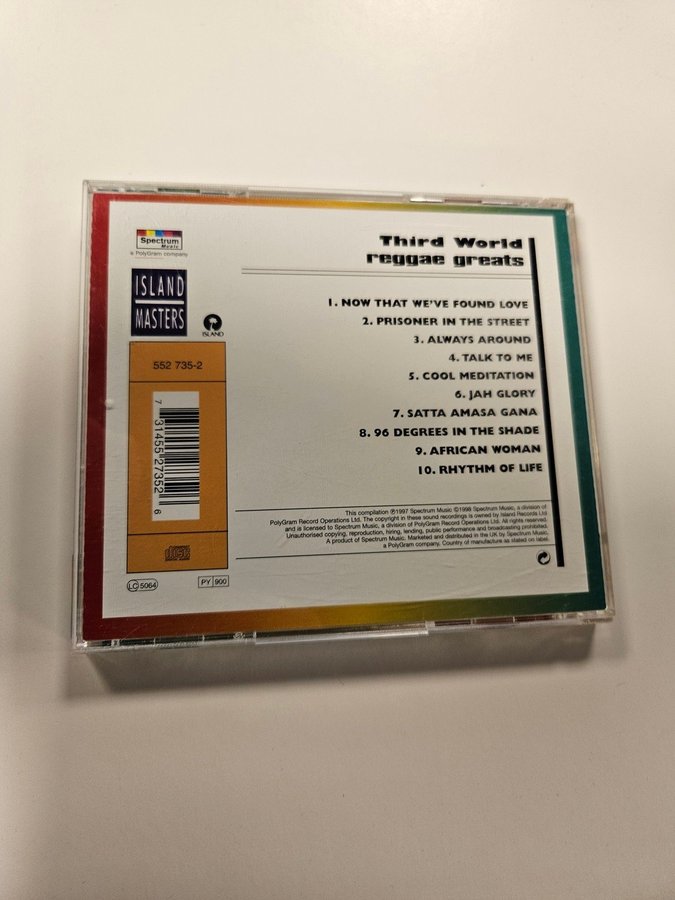 Spectrum
Music
a PolyGram company
ISLAND
MASTERS
ISLAND
552 735-2
7 31455 27352 6
LC 5064
PY 900
Third World
reggae greats
1. NOW THAT WE'VE FOUND LOVE
2. PRISONER IN THE STREET
3. ALWAYS AROUND
4. TALK TO ME
5. COOL MEDITATION
6. JAH GLORY
7. SATTA AMASA GANA
8. 96 DEGREES IN THE SHADE
9. AFRICAN WOMAN
10. RHYTHM OF LIFE
This compilation ℗1997 Spectrum Music ©1998 Spectrum Music, a division of
PolyGram Record Operations Ltd. The copyright in these sound recordings is owned by Island Records Ltd
and is licensed to Spectrum Music, a division of PolyGram Record Operations Ltd. All rights reserved.
Unauthorised copying, reproduction, hiring, lending, public performance and broadcasting prohibited.
A product of Spectrum Music. Marketed and distributed in the UK by Spectrum Music,
a PolyGram company. Country of manufacture as stated on label.